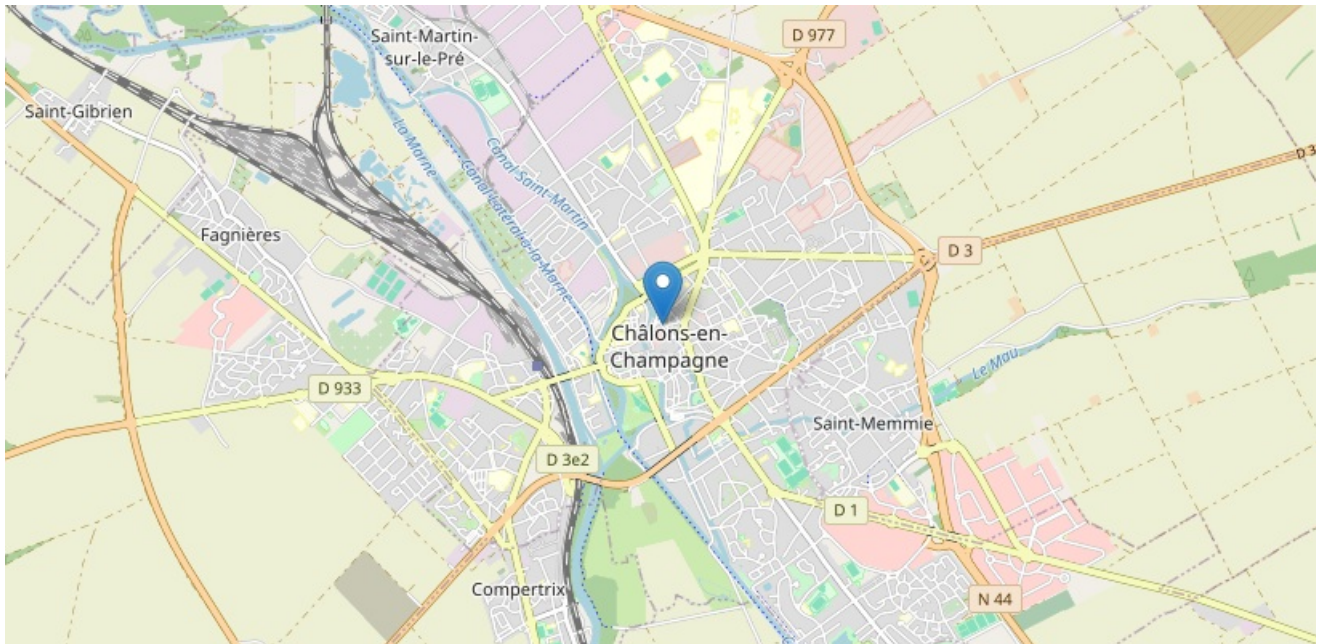 D 977
Saint-Martin-
sur-le-Pré
Saint-Gibrien
La Marne
Canal Latéral à la Marne
Canal Saint-Martin
D 3
Fagnières
D 3
Châlons-en-
Champagne
Le Mau
D 933
Saint-Memmie
D 3e2
D 1
Compertrix
N 44